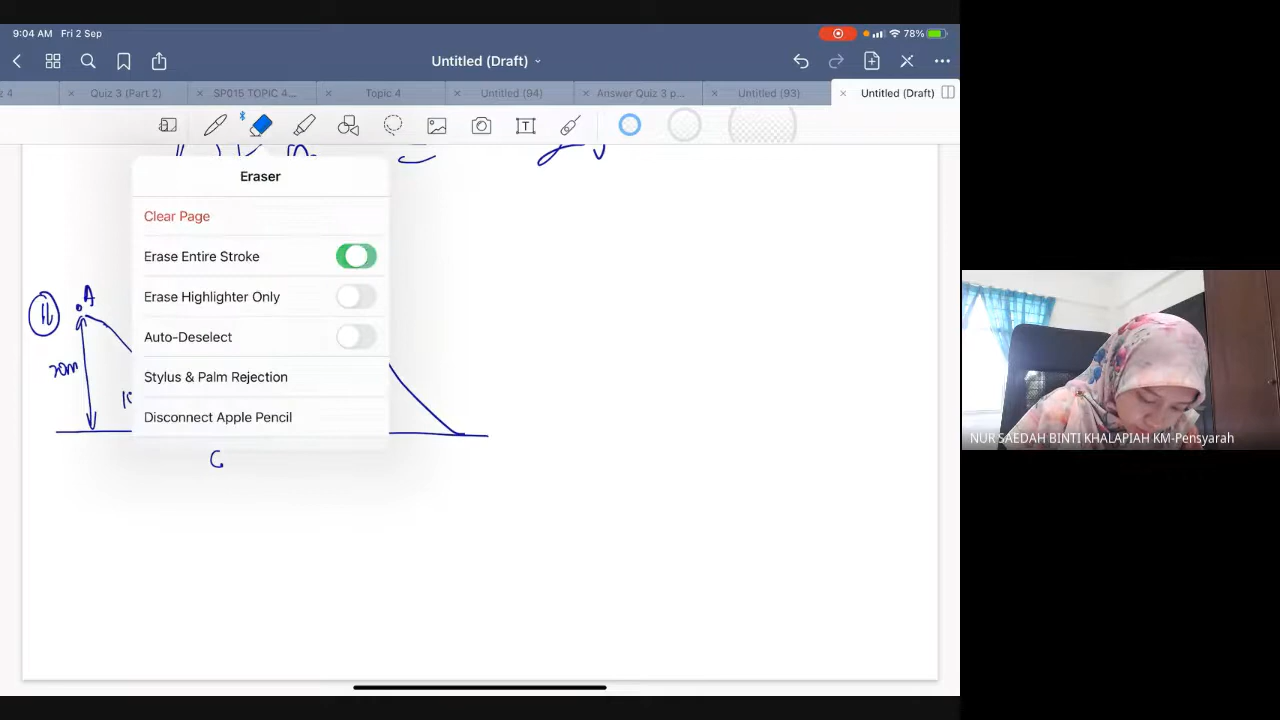 9:04 AM Fri 2 Sep
78%
Untitled (Draft)
z 4
Quiz 3 (Part 2)
SP015 TOPIC 4...
Topic 4
Untitled (94)
Answer Quiz 3 p...
Untitled (93)
Untitled (Draft)
T
Eraser
Clear Page
Erase Entire Stroke
Erase Highlighter Only
Auto-Deselect
Stylus & Palm Rejection
Disconnect Apple Pencil
A
20m
C
NUR SAEDAH BINTI KHALAPIAH KM-Pensyarah